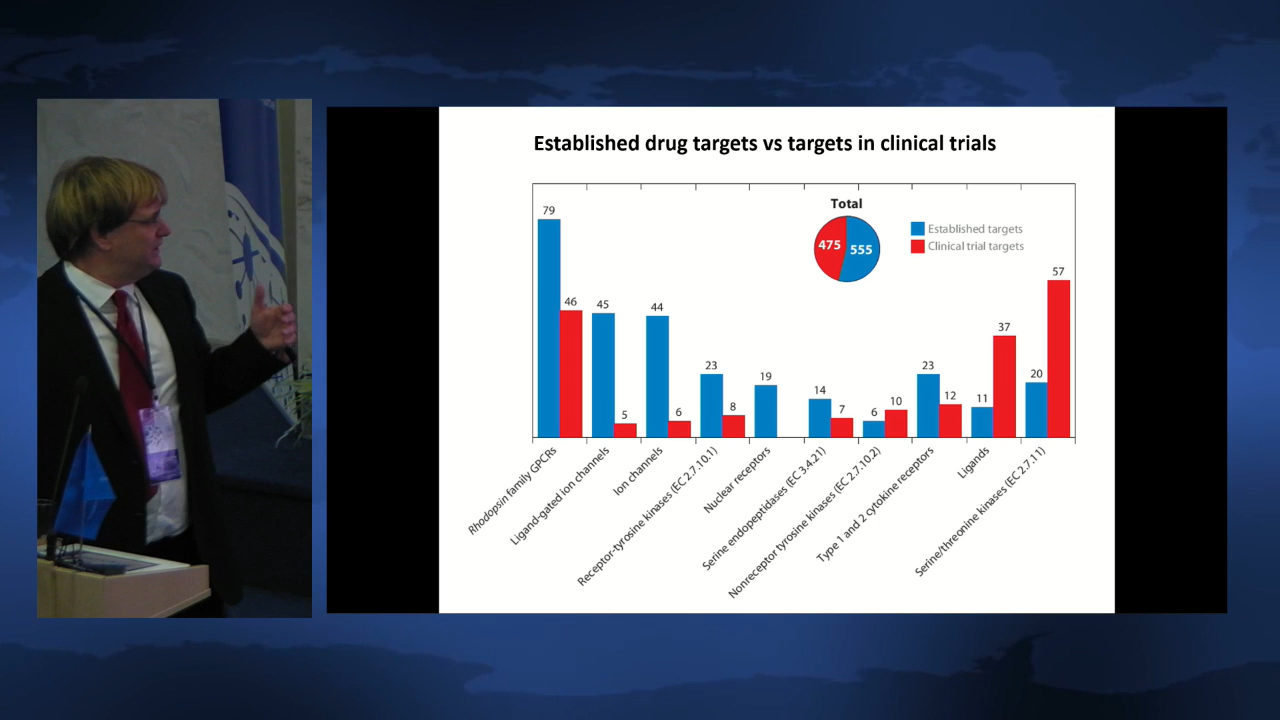 Established drug targets vs targets in clinical trials
Total
475
555
Established targets
Clinical trial targets
79
46
45
5
44
6
23
8
19
14
7
6
10
23
12
11
37
20
57
Rhodopsin family GPCRs
Ligand-gated ion channels
Ion channels
Receptor-tyrosine kinases (EC 2.7.10.1)
Nuclear receptors
Serine endopeptidases (EC 3.4.21)
Nonreceptor tyrosine kinases (EC 2.7.10.2)
Type 1 and 2 cytokine receptors
Ligands
Serine/threonine kinases (EC 2.7.11)